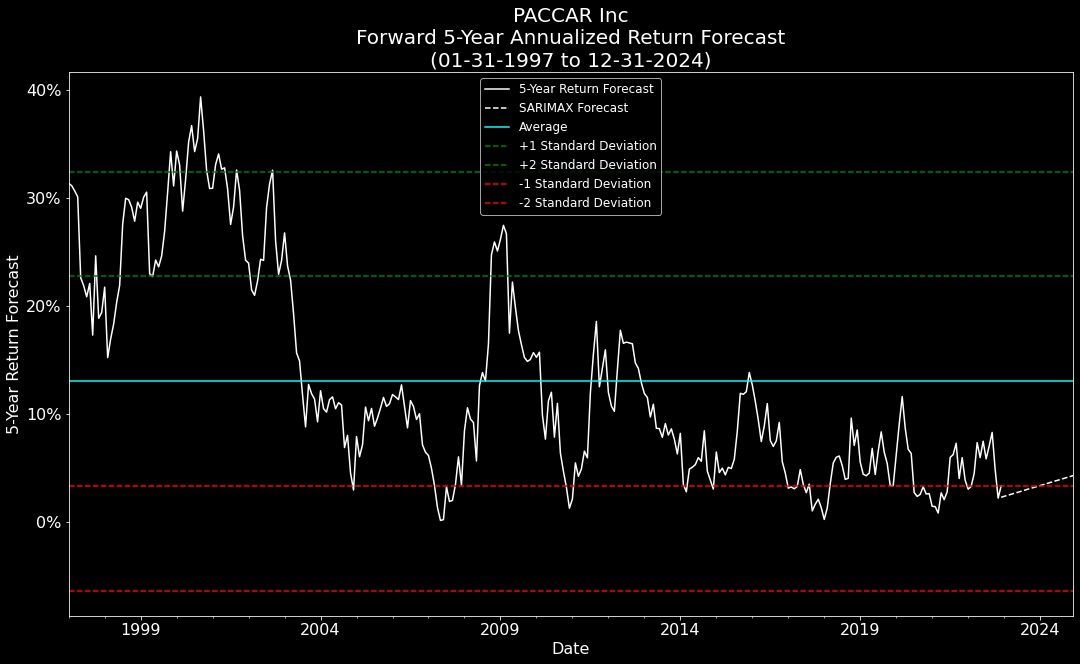 PACCAR Inc
Forward 5-Year Annualized Return Forecast
(01-31-1997 to 12-31-2024)
5-Year Return Forecast
SARIMAX Forecast
Average
+1 Standard Deviation
+2 Standard Deviation
-1 Standard Deviation
-2 Standard Deviation
5-Year Return Forecast
40%
30%
20%
10%
0%
1999 2004 2009 2014 2019 2024
Date